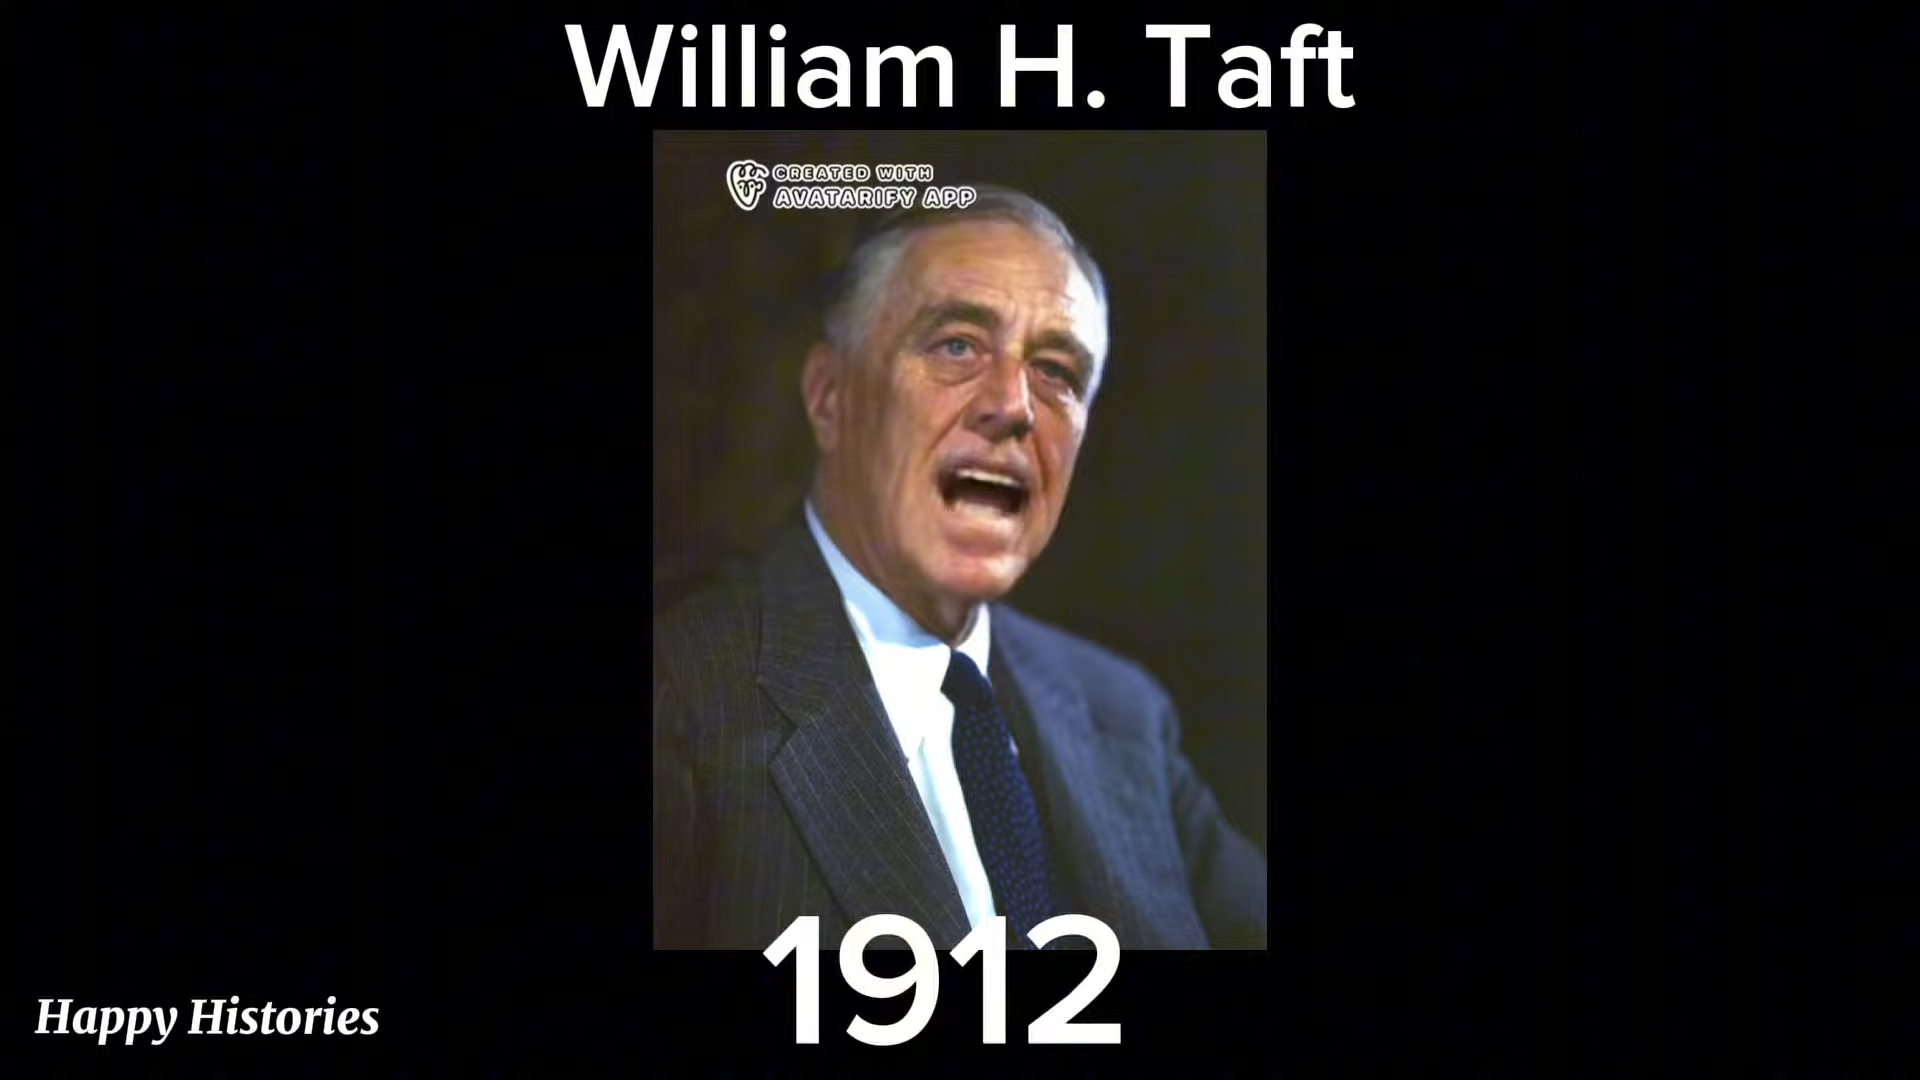 William H. Taft
CREATED WITH
AVATARIFY APP
1912
Happy Histories